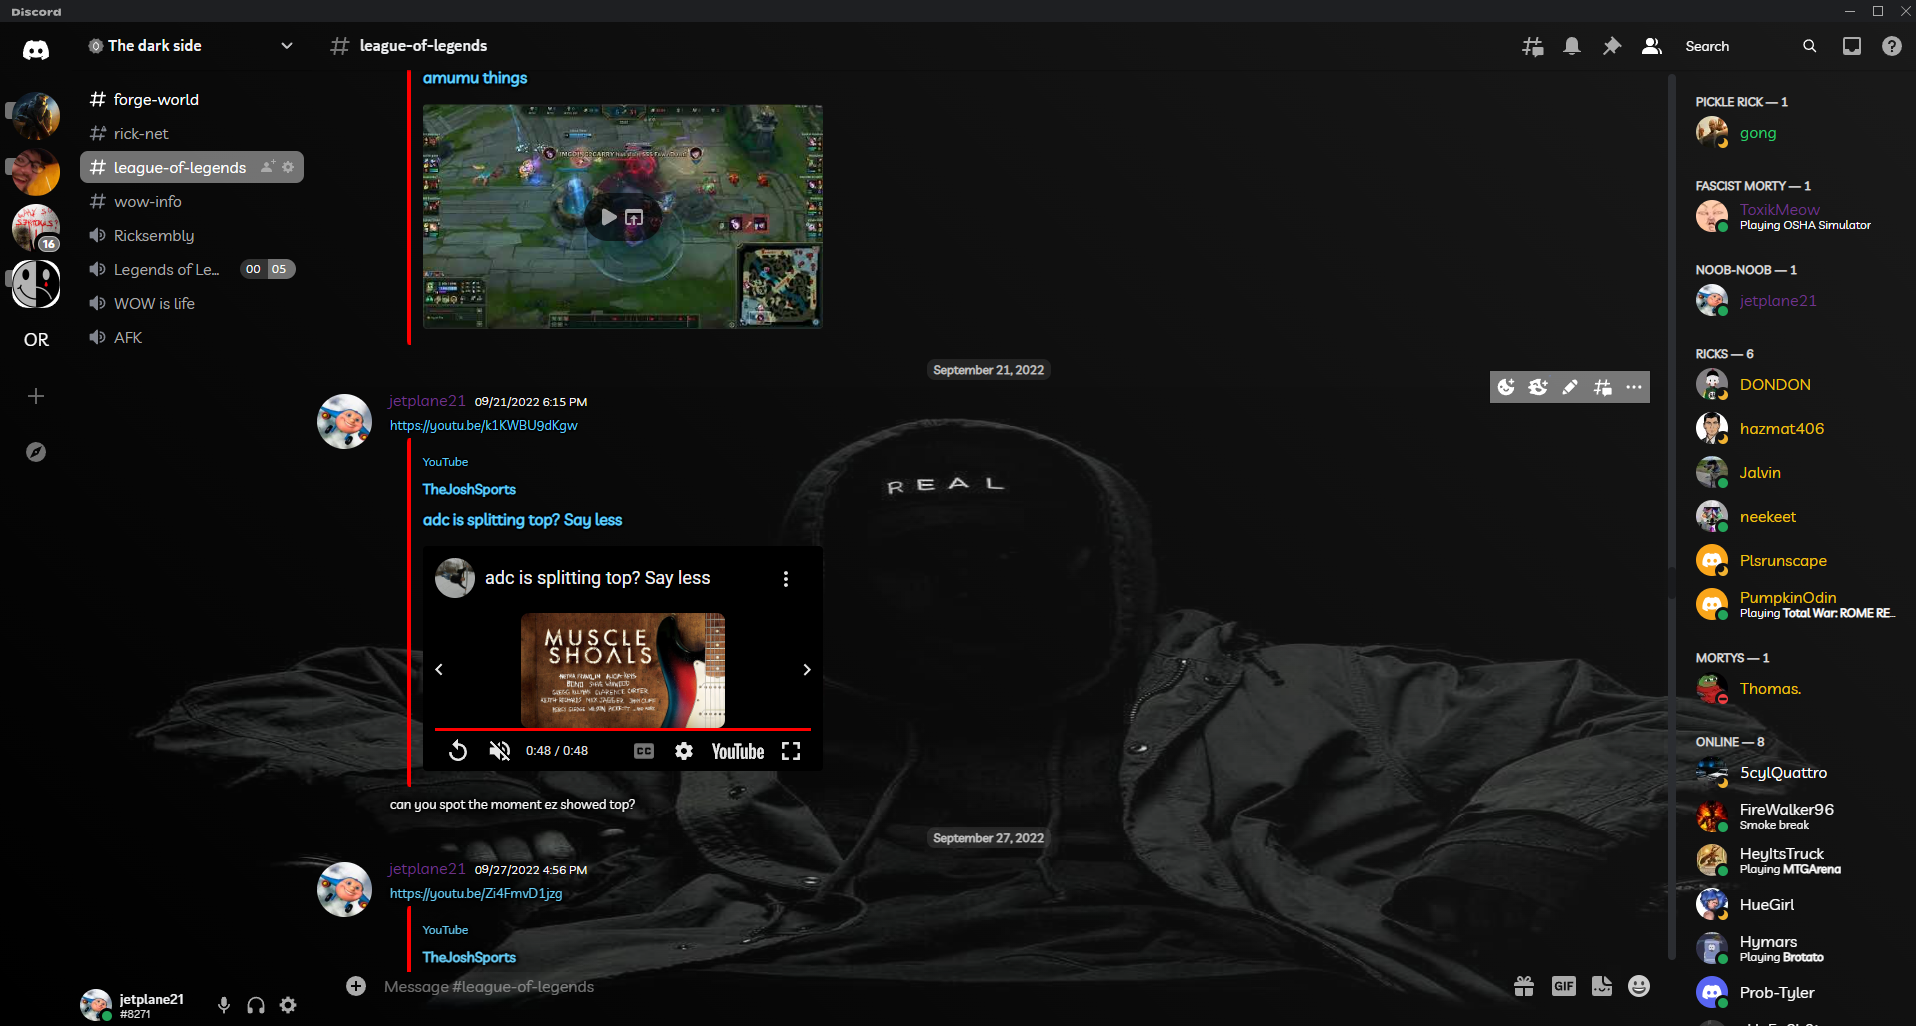 Discord
The dark side
league-of-legends
Search
forge-world
rick-net
league-of-legends
wow-info
Ricksembly
Legends of Le...
00 05
WOW is life
AFK
16
OR
amumu things
September 21, 2022
jetplane21 09/21/2022 6:15 PM
https://youtu.be/k1KWBU9dKgw
YouTube
TheJoshSports
adc is splitting top? Say less
adc is splitting top? Say less
MUSCLE
SHOALS
0:48 / 0:48
CC
YouTube
can you spot the moment ez showed top?
REAL
September 27, 2022
jetplane21 09/27/2022 4:56 PM
https://youtu.be/Zi4FmvD1jzg
YouTube
TheJoshSports
Message #league-of-legends
GIF
jetplane21
#8271
PICKLE RICK — 1
gong
FASCIST MORTY — 1
ToxikMeow
Playing OSHA Simulator
NOOB-NOOB — 1
jetplane21
RICKS — 6
DONDON
hazmat406
Jalvin
neekeet
Plsrunscape
PumpkinOdin
Playing Total War: ROME RE...
MORTYS — 1
Thomas.
ONLINE — 8
5cylQuattro
FireWalker96
Smoke break
HeyItsTruck
Playing MTGArena
HueGirl
Hymars
Playing Brotato
Prob-Tyler